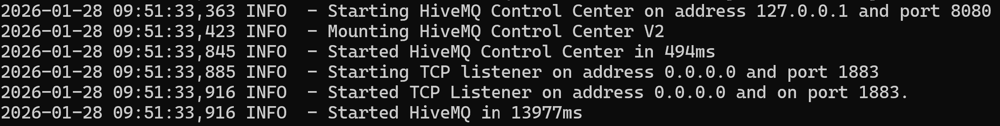 2026-01-28 09:51:33,363 INFO  - Starting HiveMQ Control Center on address 127.0.0.1 and port 8080
2026-01-28 09:51:33,423 INFO  - Mounting HiveMQ Control Center V2
2026-01-28 09:51:33,845 INFO  - Started HiveMQ Control Center in 494ms
2026-01-28 09:51:33,885 INFO  - Starting TCP listener on address 0.0.0.0 and port 1883
2026-01-28 09:51:33,916 INFO  - Started TCP Listener on address 0.0.0.0 and on port 1883.
2026-01-28 09:51:33,916 INFO  - Started HiveMQ in 13977ms